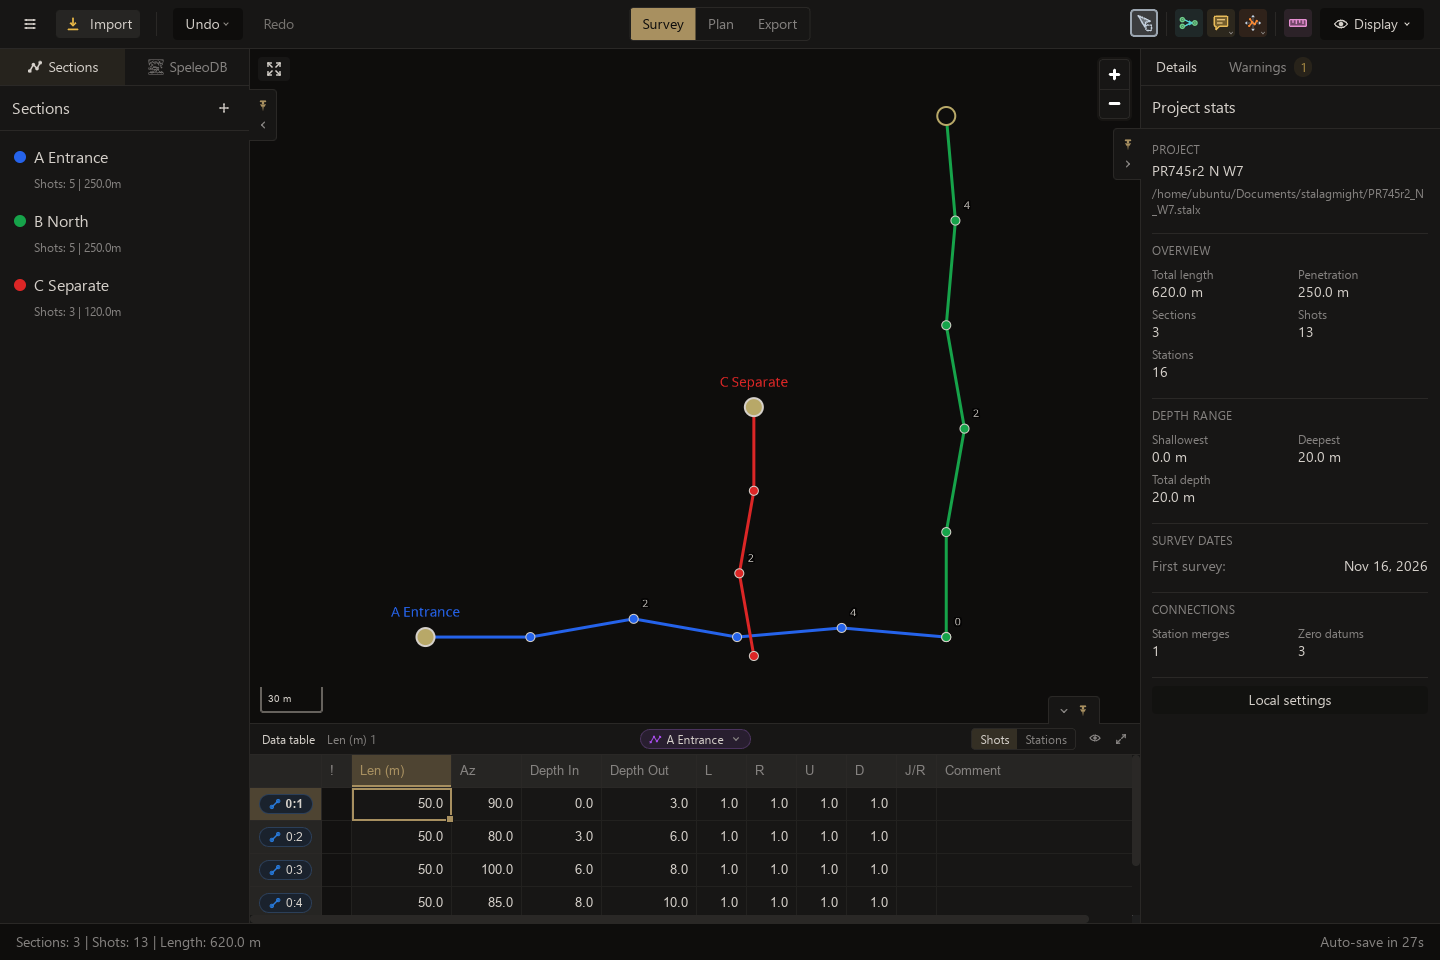 Import
Undo
Redo
Survey
Plan
Export
Display
Sections
SpeleoDB
Sections
A Entrance
Shots: 5 | 250.0m
B North
Shots: 5 | 250.0m
C Separate
Shots: 3 | 120.0m
4
2
C Separate
2
A Entrance
2
4
0
30 m
Data table
Len (m) 1
A Entrance
Shots
Stations
! Len (m) Az Depth In Depth Out L R U D J/R Comment
0:1 50.0 90.0 0.0 3.0 1.0 1.0 1.0 1.0
0:2 50.0 80.0 3.0 6.0 1.0 1.0 1.0 1.0
0:3 50.0 100.0 6.0 8.0 1.0 1.0 1.0 1.0
0:4 50.0 85.0 8.0 10.0 1.0 1.0 1.0 1.0
Details
Warnings 1
Project stats
PROJECT
PR745r2 N W7
/home/ubuntu/Documents/stalagmight/PR745r2_N
_W7.stalx
OVERVIEW
Total length Penetration
620.0 m 250.0 m
Sections Shots
3 13
Stations
16
DEPTH RANGE
Shallowest Deepest
0.0 m 20.0 m
Total depth
20.0 m
SURVEY DATES
First survey: Nov 16, 2026
CONNECTIONS
Station merges Zero datums
1 3
Local settings
Sections: 3 | Shots: 13 | Length: 620.0 m
Auto-save in 27s